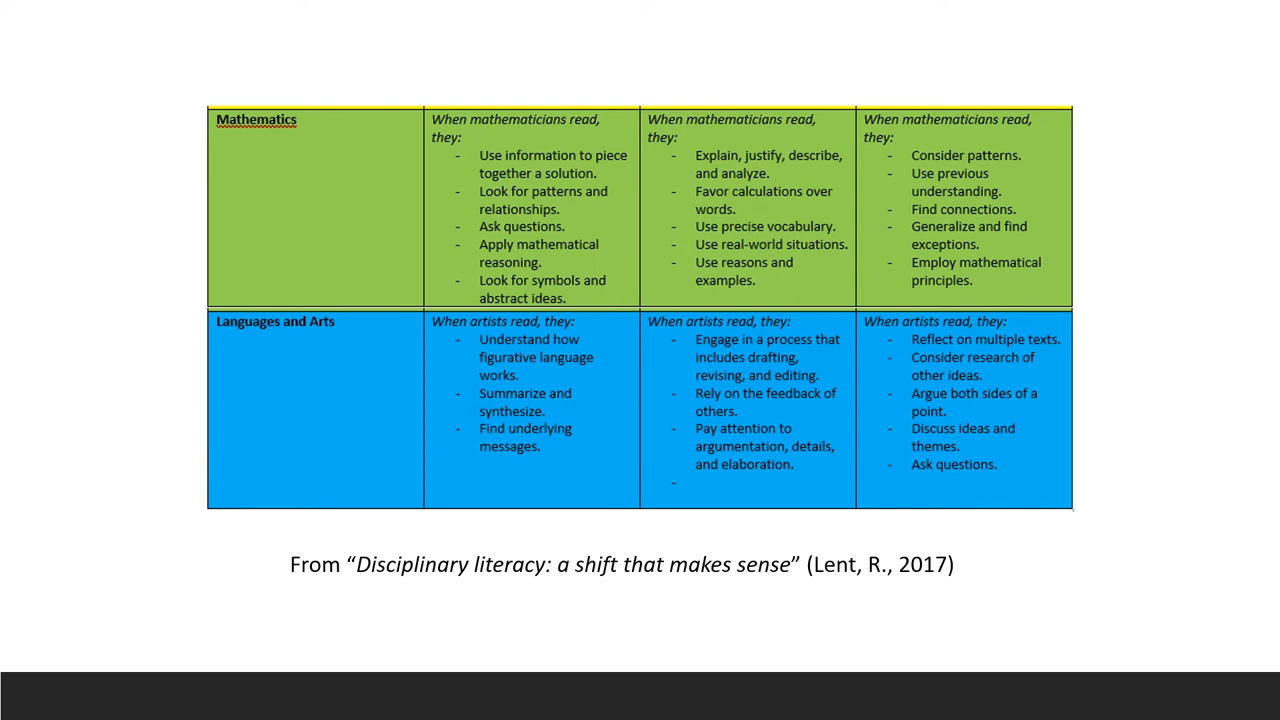 Mathematics
When mathematicians read,
they:
- Use information to piece
together a solution.
- Look for patterns and
relationships.
- Ask questions.
- Apply mathematical
reasoning.
- Look for symbols and
abstract ideas.
When mathematicians read,
they:
- Explain, justify, describe,
and analyze.
- Favor calculations over
words.
- Use precise vocabulary.
- Use real-world situations.
- Use reasons and
examples.
When mathematicians read,
they:
- Consider patterns.
- Use previous
understanding.
- Find connections.
- Generalize and find
exceptions.
- Employ mathematical
principles.
Languages and Arts
When artists read, they:
- Understand how
figurative language
works.
- Summarize and
synthesize.
- Find underlying
messages.
When artists read, they:
- Engage in a process that
includes drafting,
revising, and editing.
- Rely on the feedback of
others.
- Pay attention to
argumentation, details,
and elaboration.
-
When artists read, they:
- Reflect on multiple texts.
- Consider research of
other ideas.
- Argue both sides of a
point.
- Discuss ideas and
themes.
- Ask questions.
From “Disciplinary literacy: a shift that makes sense” (Lent, R., 2017)